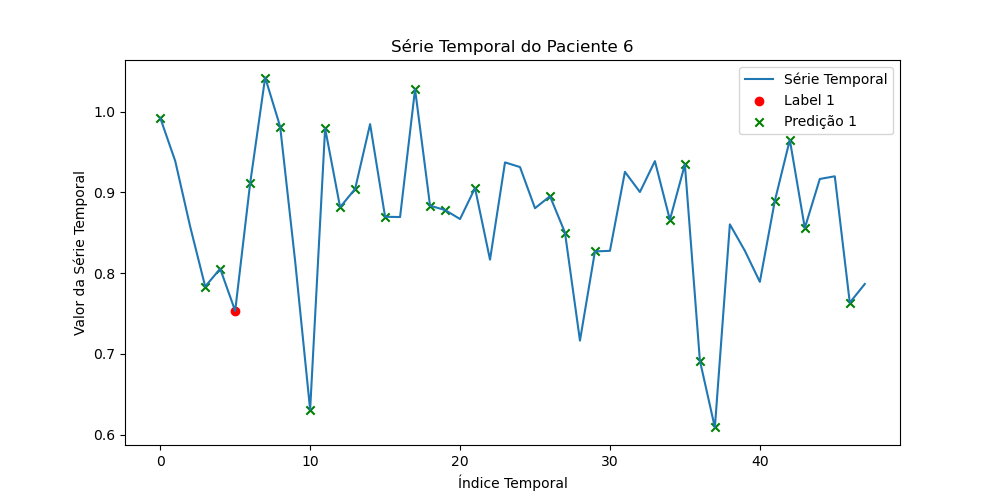 Série Temporal do Paciente 6
Série Temporal
Label 1
Predição 1
Valor da Série Temporal
1.0
0.9
0.8
0.7
0.6
0
10
20
30
40
Índice Temporal